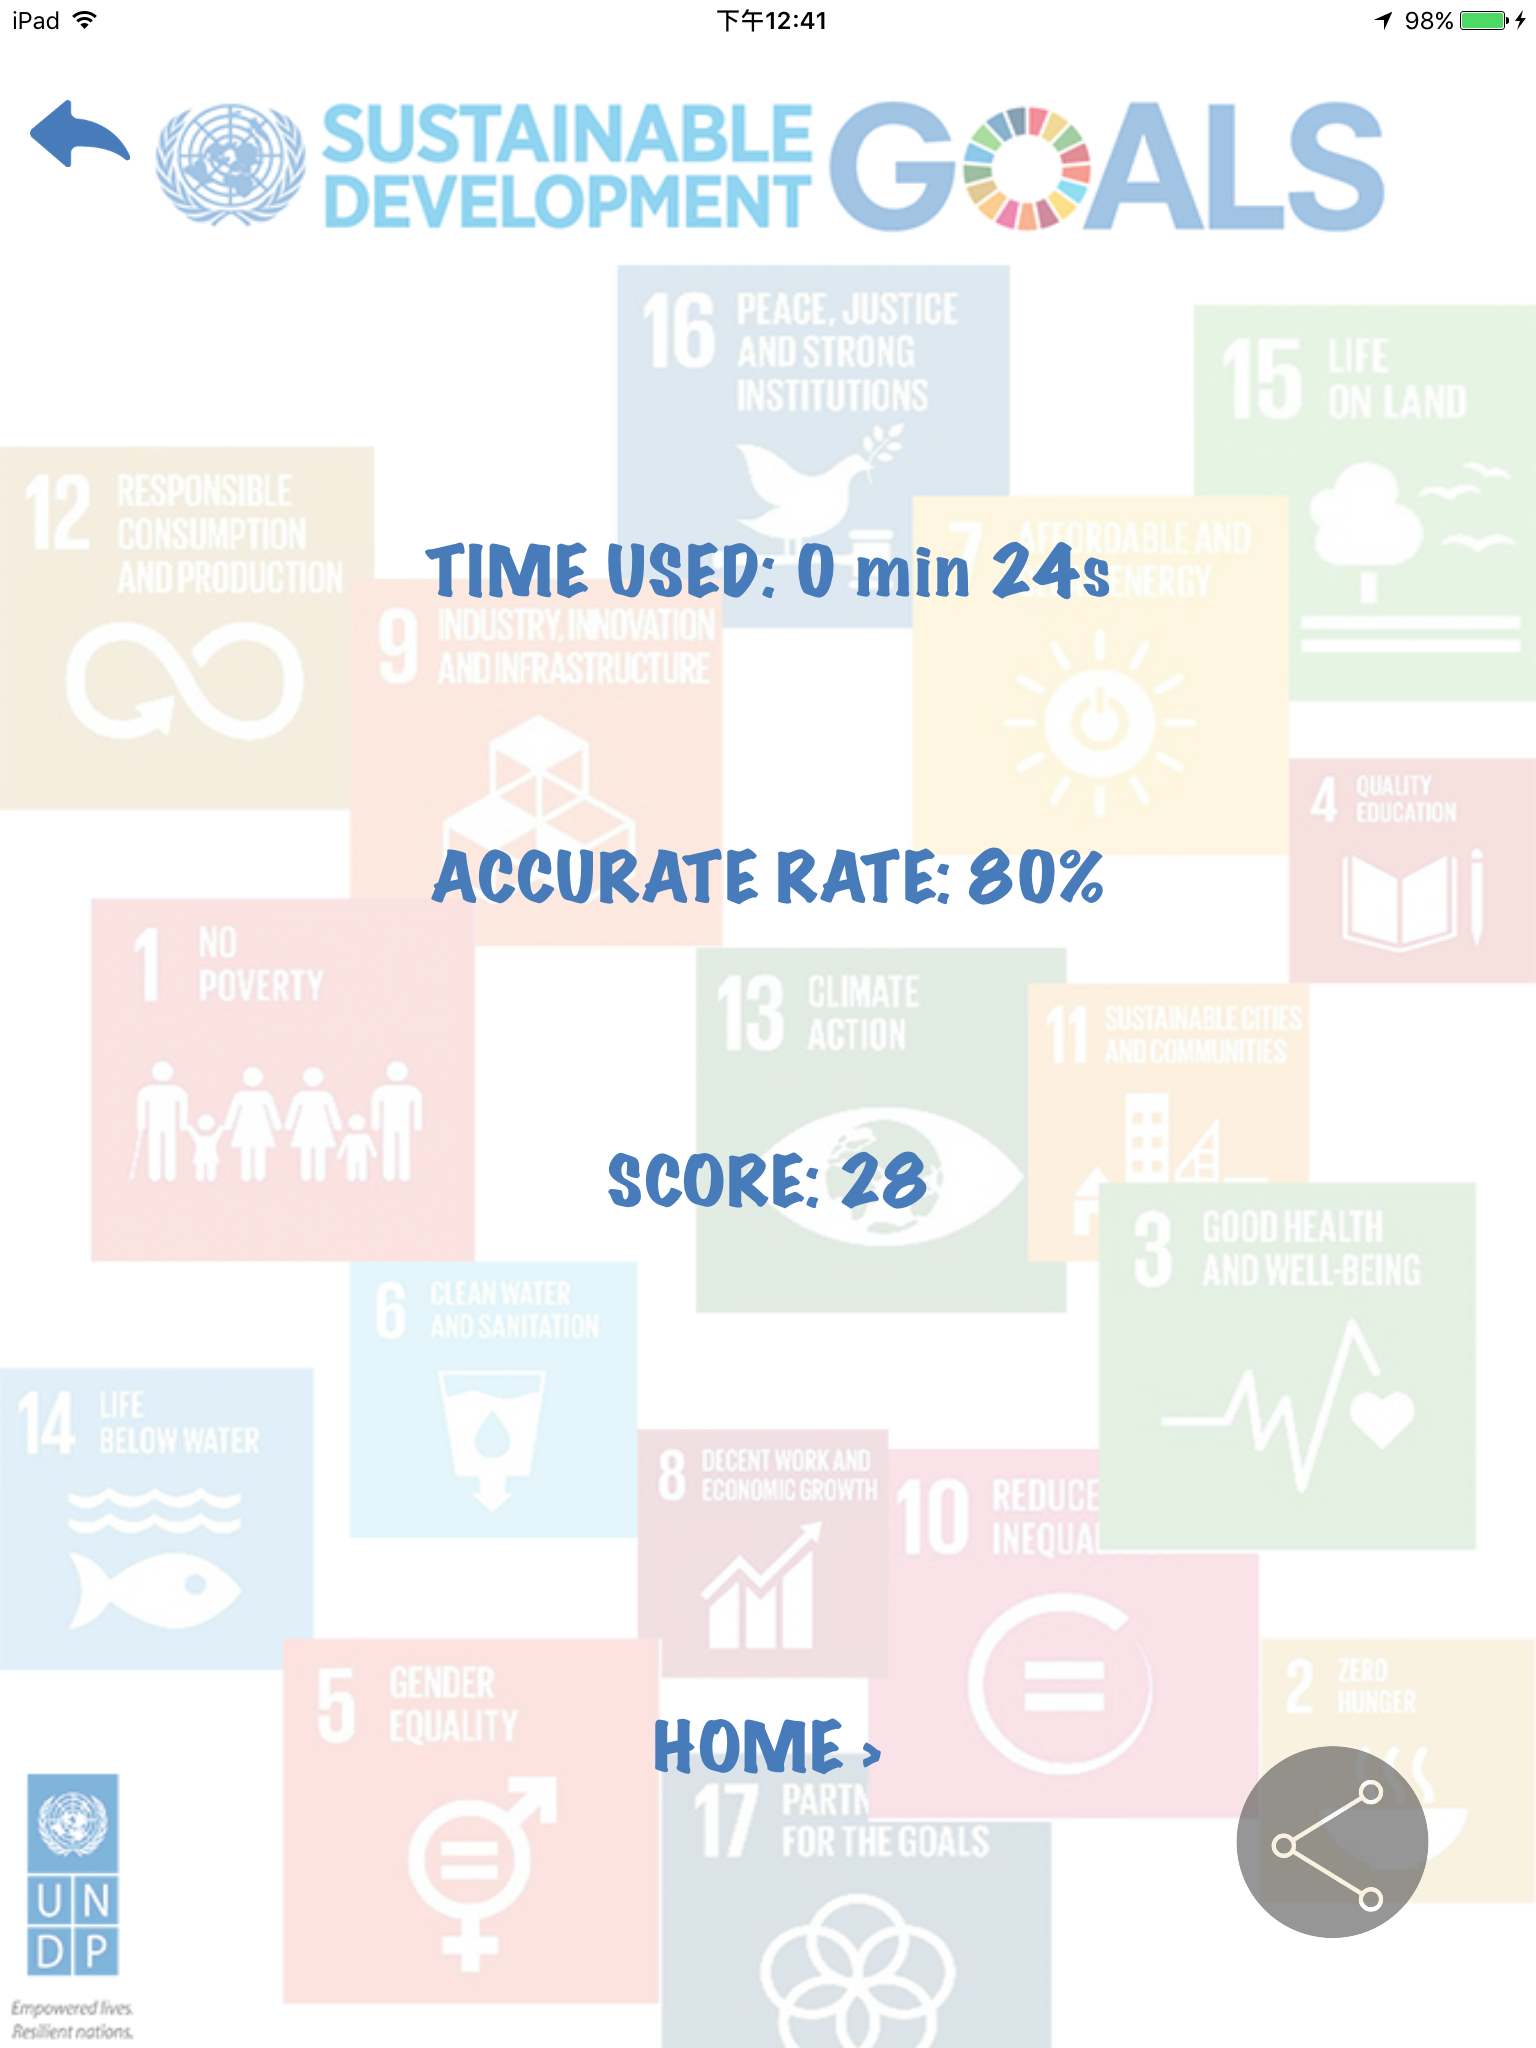 iPad
下午12:41
98%
SUSTAINABLE
DEVELOPMENT
GOALS
16 PEACE, JUSTICE
AND STRONG
INSTITUTIONS
15 LIFE
ON LAND
12 RESPONSIBLE
CONSUMPTION
AND PRODUCTION
7 AFFORDABLE AND
ENERGY
TIME USED: 0 min 24s
9 INDUSTRY, INNOVATION
AND INFRASTRUCTURE
4 QUALITY
EDUCATION
ACCURATE RATE: 80%
1 NO
POVERTY
13 CLIMATE
ACTION
11 SUSTAINABLE CITIES
AND COMMUNITIES
SCORE: 28
3 GOOD HEALTH
AND WELL-BEING
6 CLEAN WATER
AND SANITATION
14 LIFE
BELOW WATER
8 DECENT WORK AND
ECONOMIC GROWTH
10 REDUCE
INEQUA
5 GENDER
EQUALITY
2 ZERO
HUNGER
HOME >
17 PARTN
FOR THE GOALS
UN
DP
Empowered lives.
Resilient nations.